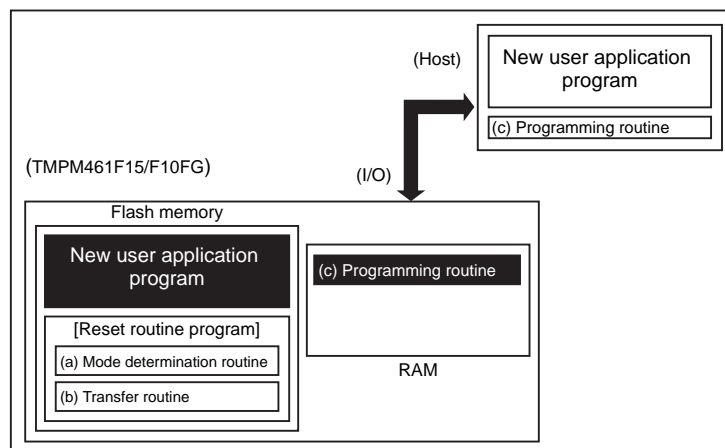 (Host)
New user application
program
(c) Programming routine
(TMPM461F15/F10FG)
(I/O)
Flash memory
New user application
program
[Reset routine program]
(a) Mode determination routine
(b) Transfer routine
(c) Programming routine
RAM